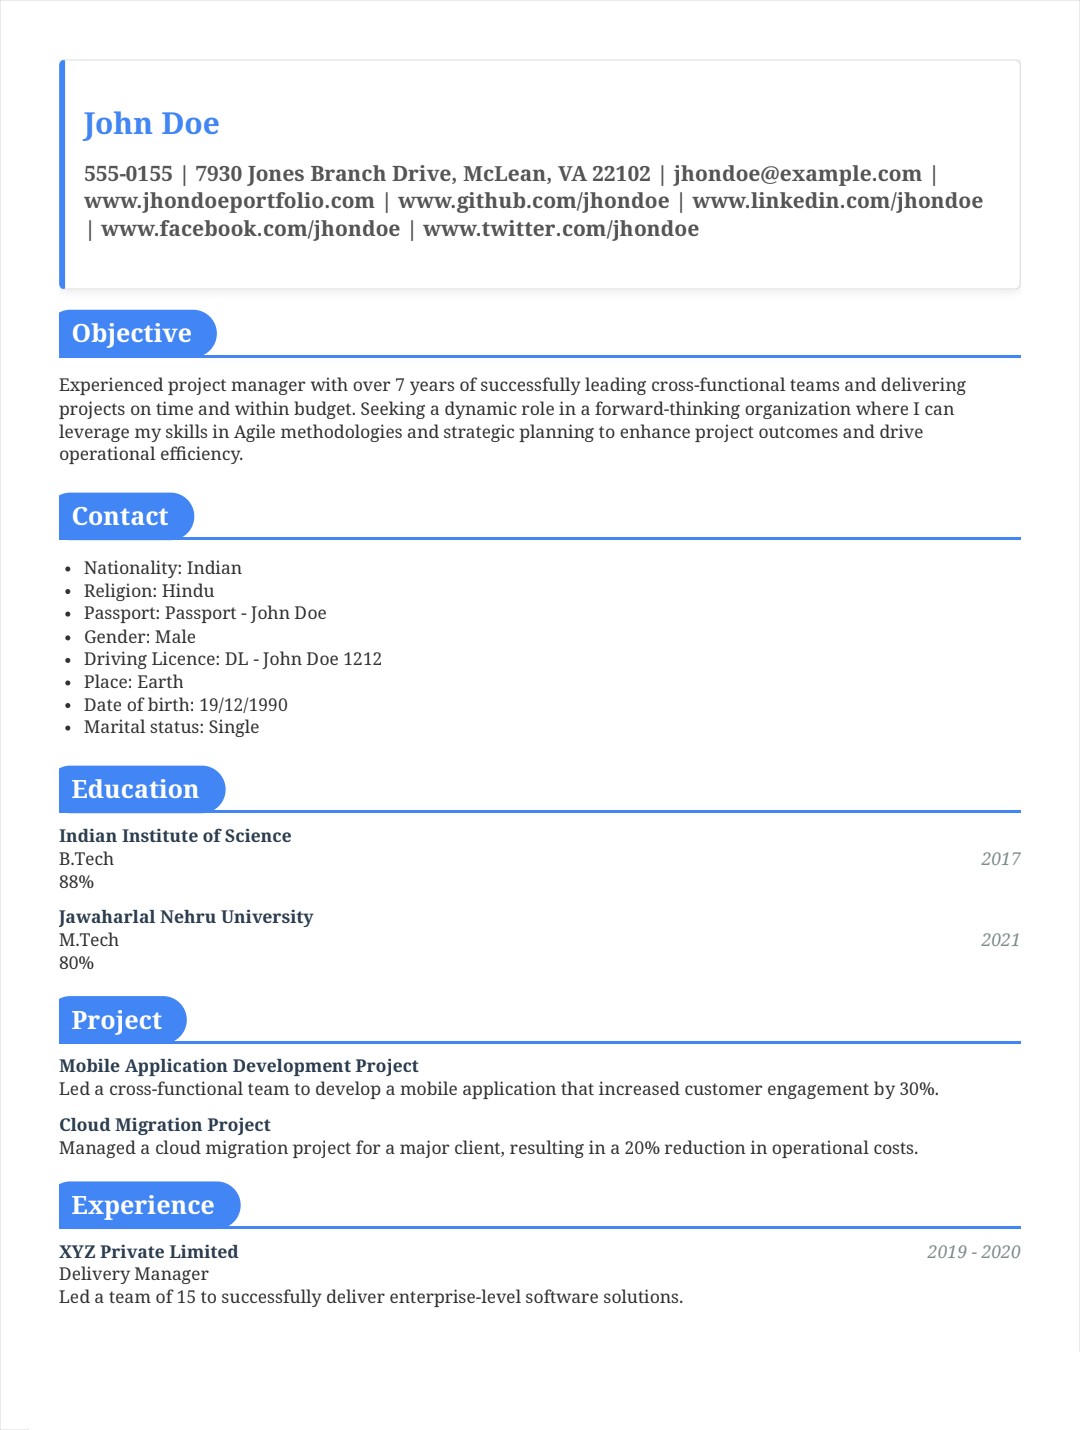 John Doe
555-0155 | 7930 Jones Branch Drive, McLean, VA 22102 | jhondoe@example.com |
www.jhondoeportfolio.com | www.github.com/jhondoe | www.linkedin.com/jhondoe
| www.facebook.com/jhondoe | www.twitter.com/jhondoe
Objective
Experienced project manager with over 7 years of successfully leading cross-functional teams and delivering
projects on time and within budget. Seeking a dynamic role in a forward-thinking organization where I can
leverage my skills in Agile methodologies and strategic planning to enhance project outcomes and drive
operational efficiency.
Contact
• Nationality: Indian
• Religion: Hindu
• Passport: Passport - John Doe
• Gender: Male
• Driving Licence: DL - John Doe 1212
• Place: Earth
• Date of birth: 19/12/1990
• Marital status: Single
Education
Indian Institute of Science
B.Tech 2017
88%
Jawaharlal Nehru University
M.Tech 2021
80%
Project
Mobile Application Development Project
Led a cross-functional team to develop a mobile application that increased customer engagement by 30%.
Cloud Migration Project
Managed a cloud migration project for a major client, resulting in a 20% reduction in operational costs.
Experience
XYZ Private Limited 2019 - 2020
Delivery Manager
Led a team of 15 to successfully deliver enterprise-level software solutions.